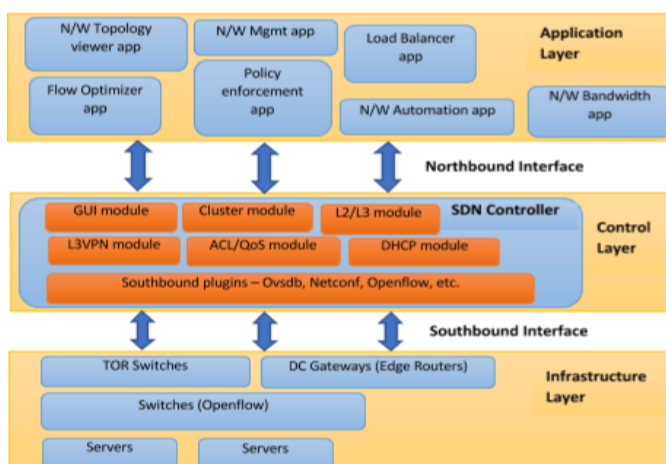 N/W Topology
viewer app
N/W Mgmt app
Load Balancer
app
Application
Layer
Flow Optimizer
app
Policy
enforcement
app
N/W Automation app
N/W Bandwidth
app
Northbound Interface
GUI module
Cluster module
L2/L3 module
SDN Controller
L3VPN module
ACL/QoS module
DHCP module
Control
Layer
Southbound plugins – Ovsdb, Netconf, Openflow, etc.
Southbound Interface
TOR Switches
DC Gateways (Edge Routers)
Infrastructure
Layer
Switches (Openflow)
Servers
Servers